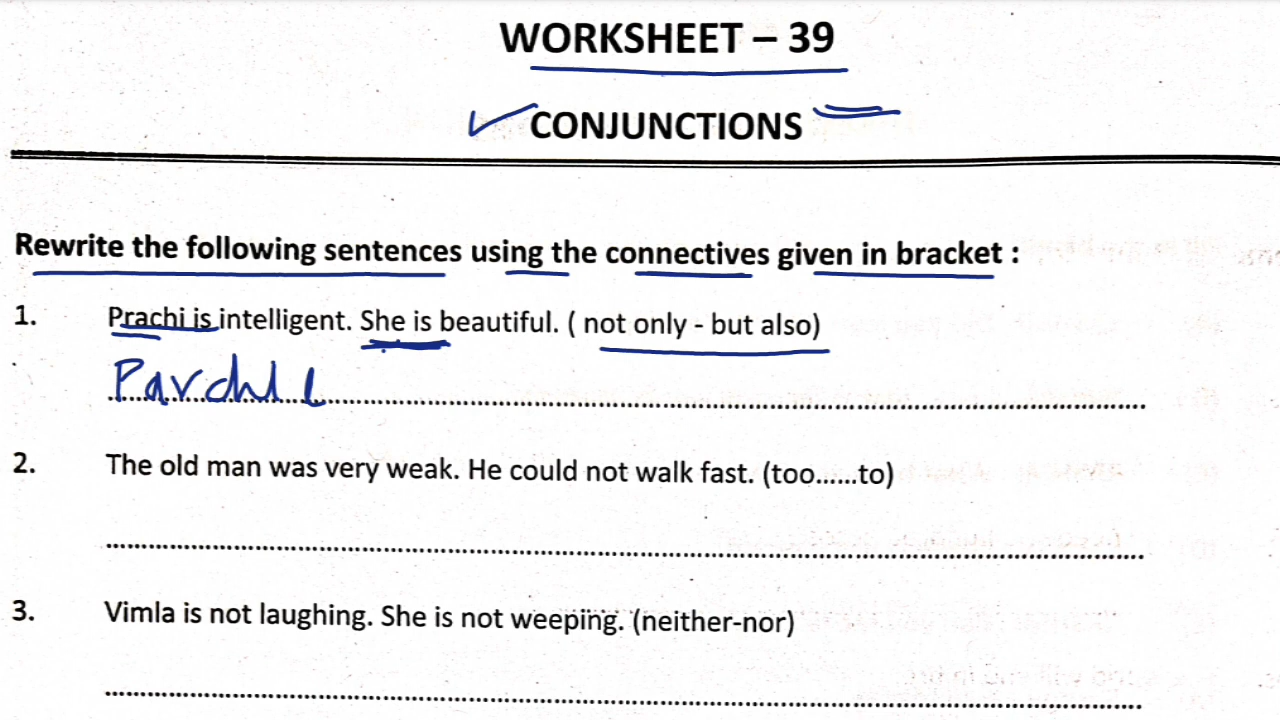 WORKSHEET – 39
CONJUNCTIONS
Rewrite the following sentences using the connectives given in bracket :
1. Prachi is intelligent. She is beautiful. ( not only - but also)
Parchi
2. The old man was very weak. He could not walk fast. (too......to)
3. Vimla is not laughing. She is not weeping. (neither-nor)